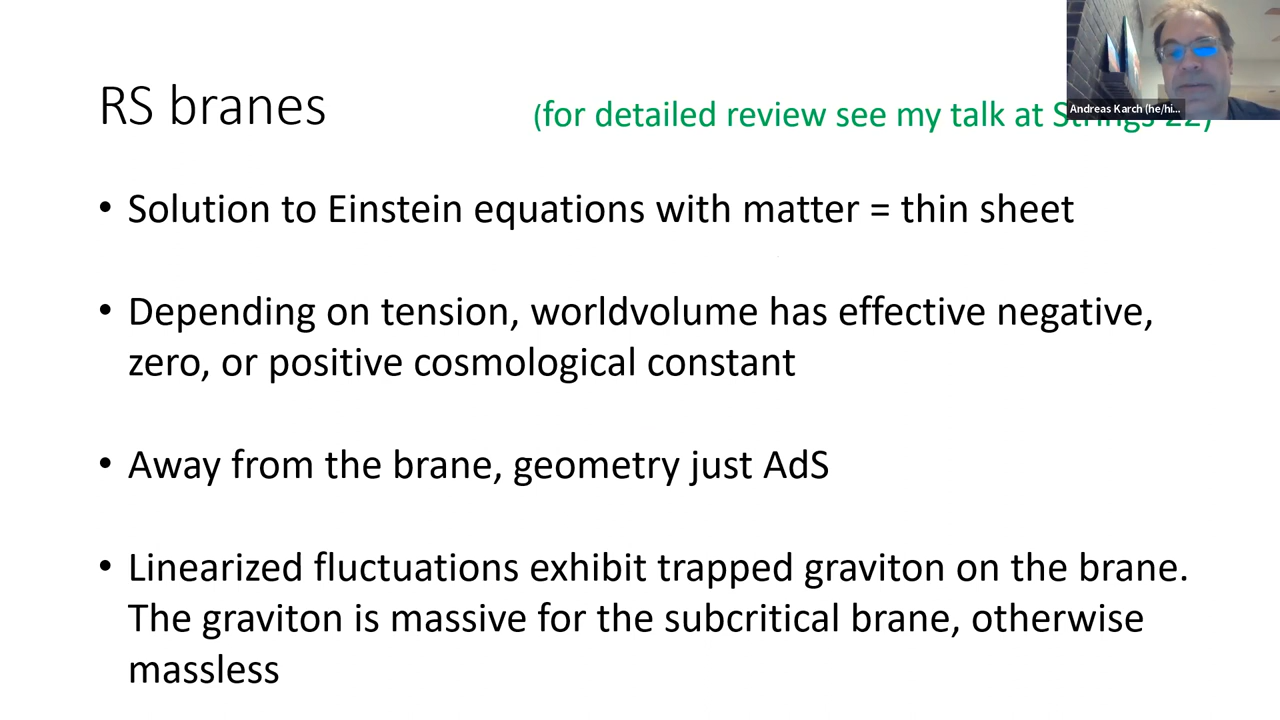 RS branes
(for detailed review see my talk at Strings 22)
Andreas Karch (he/hi...
• Solution to Einstein equations with matter = thin sheet
• Depending on tension, worldvolume has effective negative,
zero, or positive cosmological constant
• Away from the brane, geometry just AdS
• Linearized fluctuations exhibit trapped graviton on the brane.
The graviton is massive for the subcritical brane, otherwise
massless